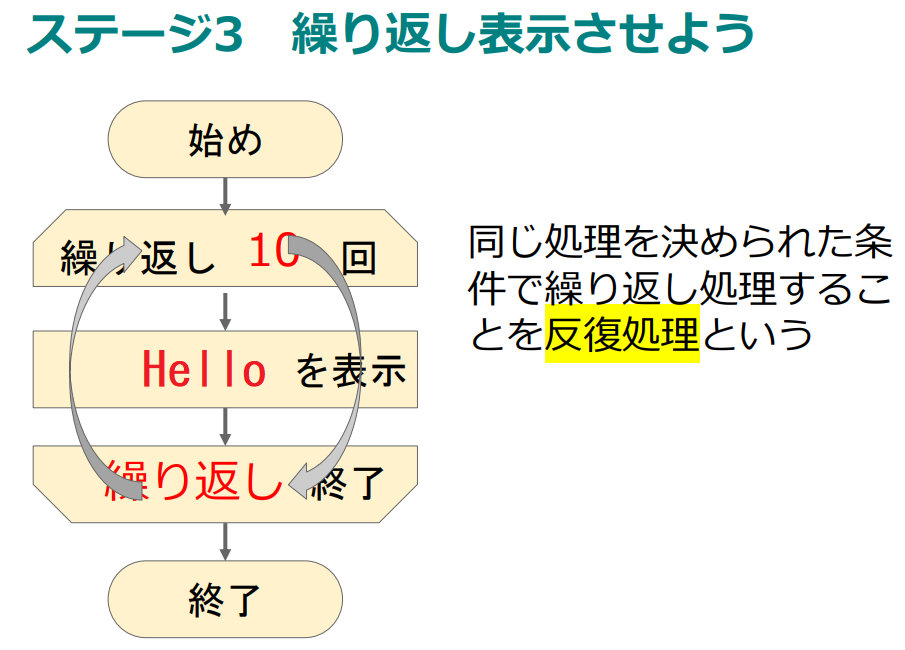 ステージ3　繰り返し表示させよう
始め
繰り返し 10 回
Hello を表示
繰り返し 終了
終了
同じ処理を決められた条
件で繰り返し処理するこ
とを反復処理という